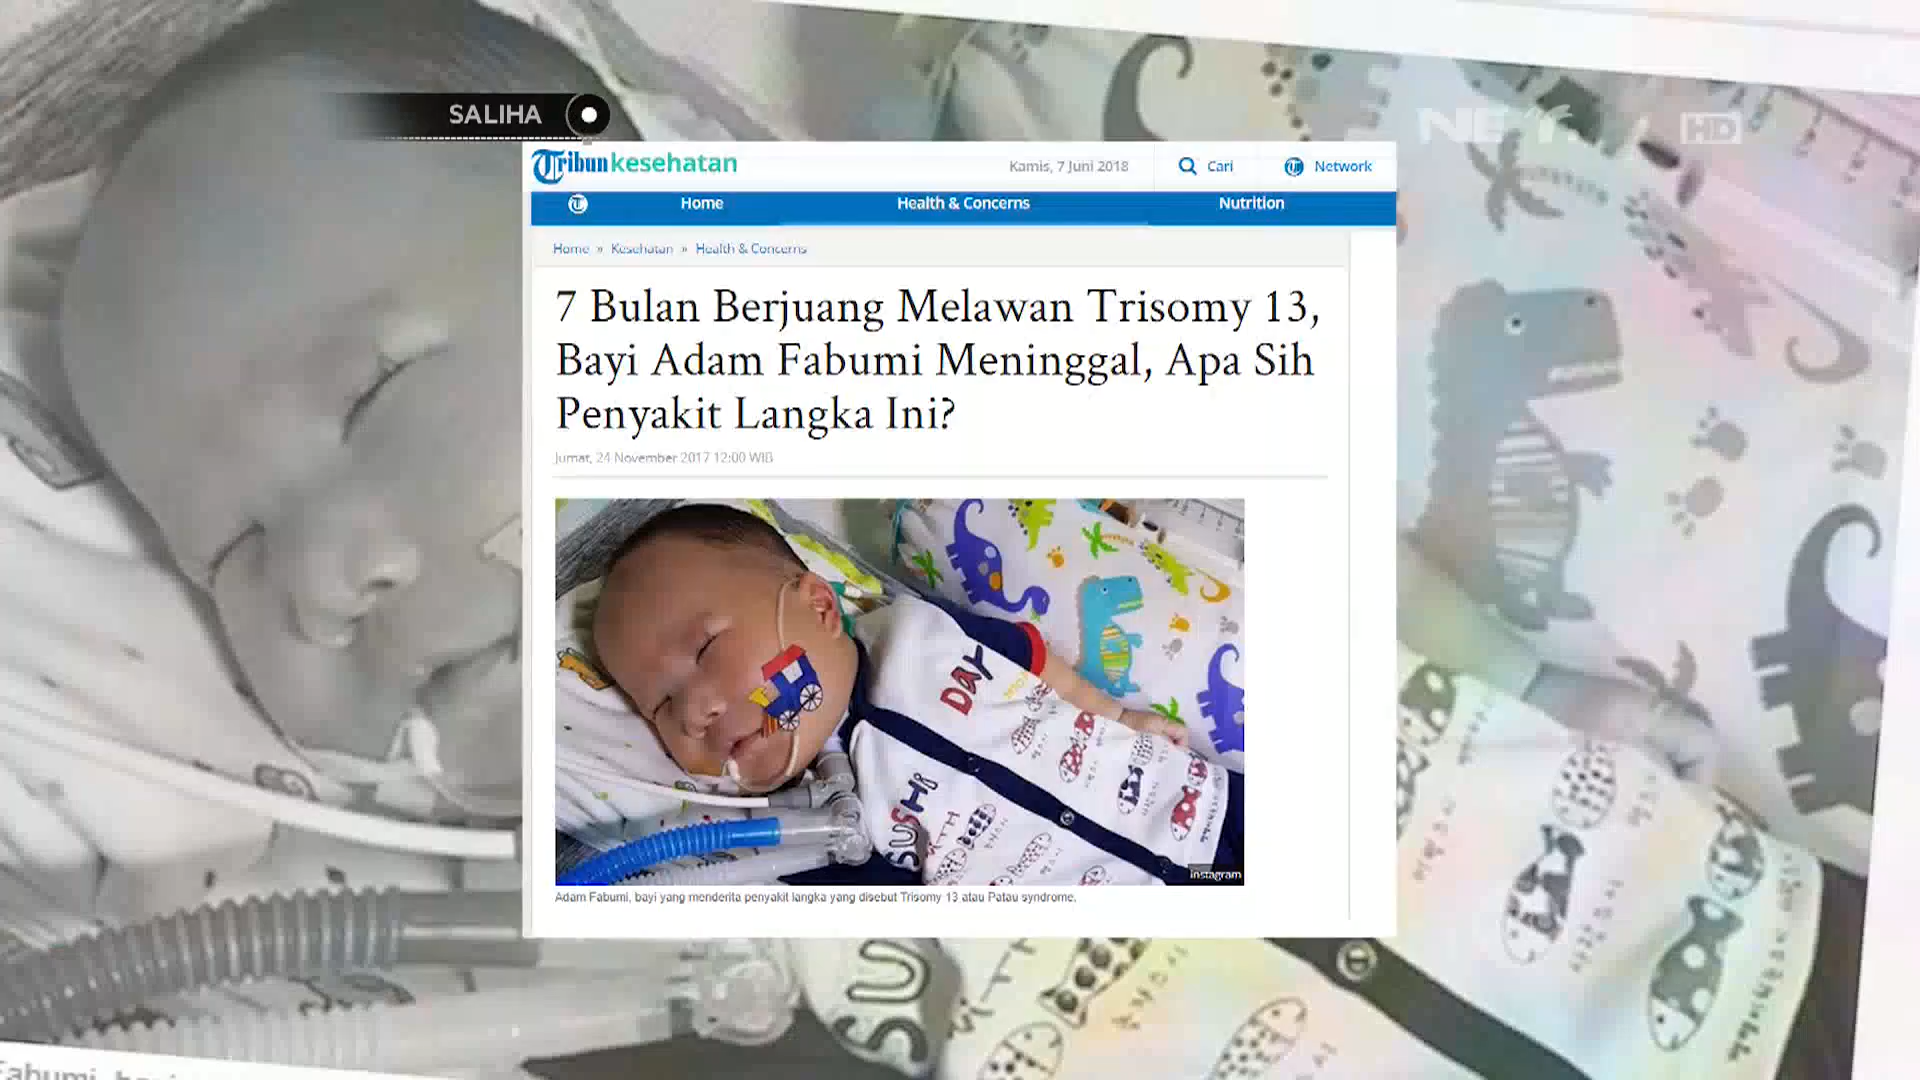 SALIHA
NET
HD
Tribunkesehatan
Kamis, 7 Juni 2018
Cari
Network
Home
Health & Concerns
Nutrition
Home » Kesehatan » Health & Concerns
7 Bulan Berjuang Melawan Trisomy 13,
Bayi Adam Fabumi Meninggal, Apa Sih
Penyakit Langka Ini?
Jumat, 24 November 2017 12:00 WIB
DAY
SUSHI
instagram
Adam Fabumi, bayi yang menderita penyakit langka yang disebut Trisomy 13 atau Patau syndrome.
SU